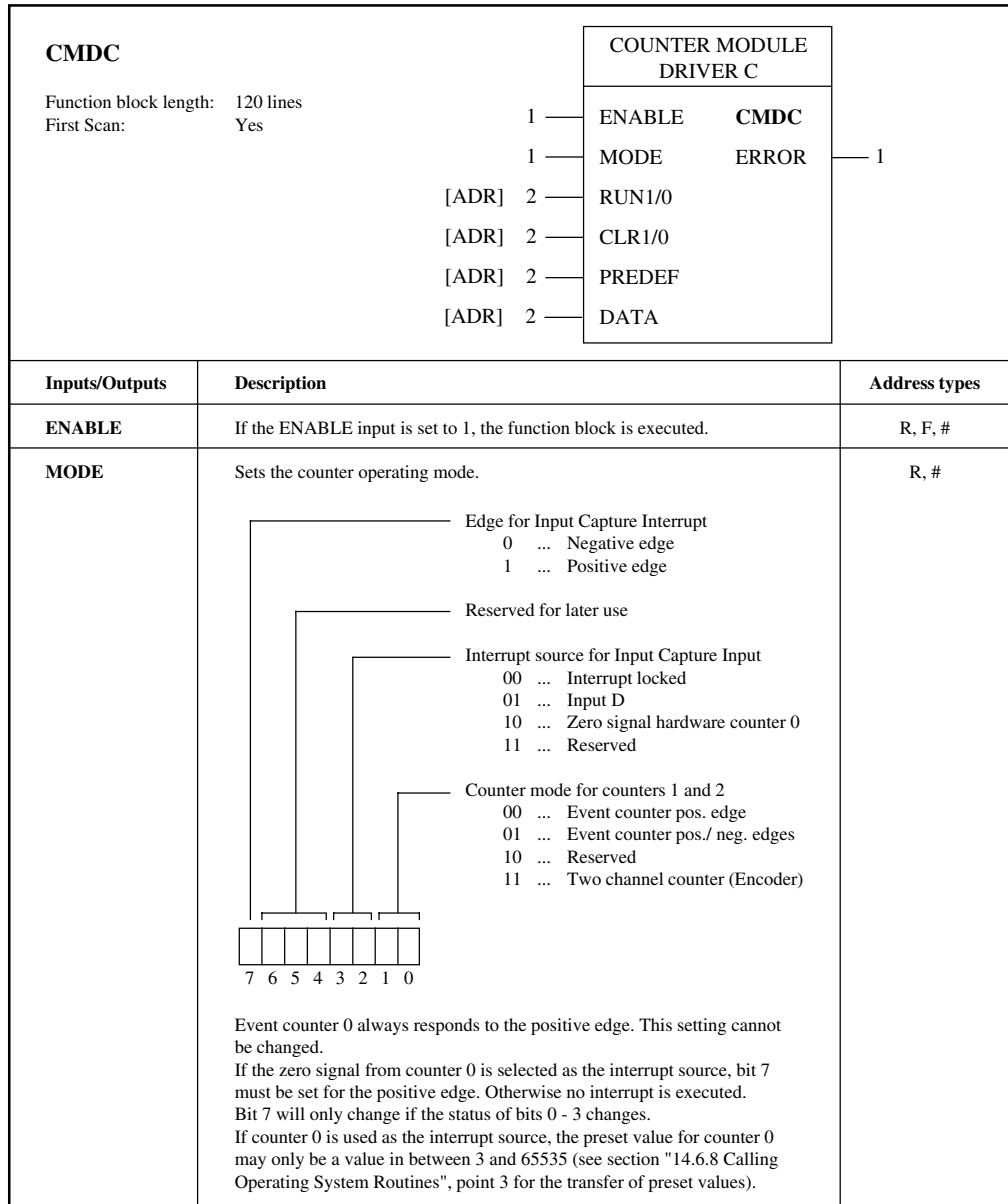 CMDC
Function block length: 120 lines
First Scan: Yes
COUNTER MODULE
DRIVER C
1 ENABLE CMDC
1 MODE ERROR 1
[ADR] 2 RUN1/0
[ADR] 2 CLR1/0
[ADR] 2 PREDEF
[ADR] 2 DATA
Inputs/Outputs Description Address types
ENABLE If the ENABLE input is set to 1, the function block is executed. R, F, #
MODE Sets the counter operating mode. R, #
Edge for Input Capture Interrupt
0 ... Negative edge
1 ... Positive edge
Reserved for later use
Interrupt source for Input Capture Input
00 ... Interrupt locked
01 ... Input D
10 ... Zero signal hardware counter 0
11 ... Reserved
Counter mode for counters 1 and 2
00 ... Event counter pos. edge
01 ... Event counter pos./ neg. edges
10 ... Reserved
11 ... Two channel counter (Encoder)
7 6 5 4 3 2 1 0
Event counter 0 always responds to the positive edge. This setting cannot
be changed.
If the zero signal from counter 0 is selected as the interrupt source, bit 7
must be set for the positive edge. Otherwise no interrupt is executed.
Bit 7 will only change if the status of bits 0 - 3 changes.
If counter 0 is used as the interrupt source, the preset value for counter 0
may only be a value in between 3 and 65535 (see section "14.6.8 Calling
Operating System Routines", point 3 for the transfer of preset values).